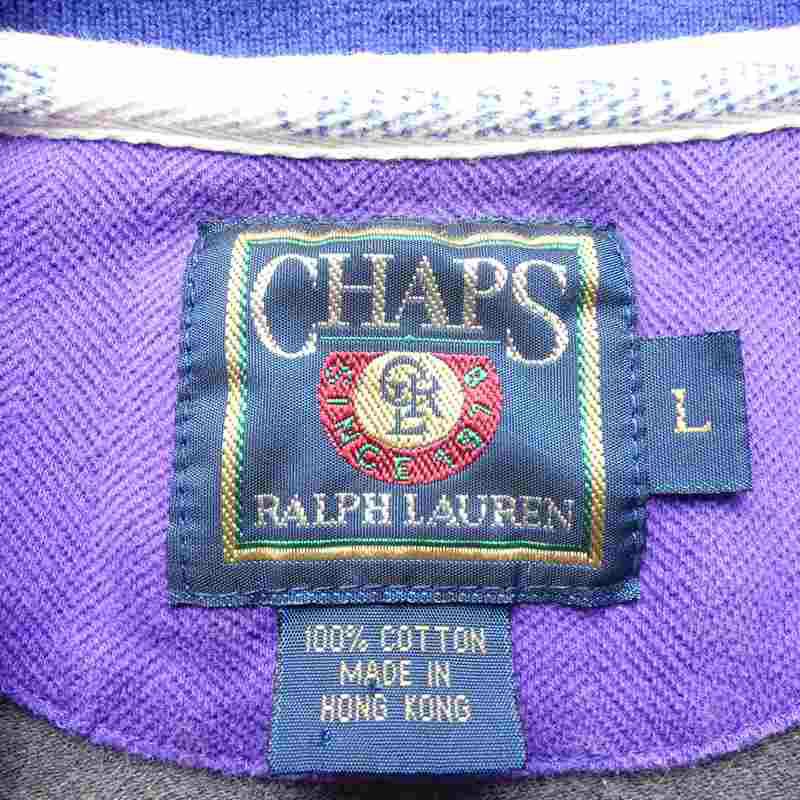 CHAPS
CRL
SINCE 1978
RALPH LAUREN
L
100% COTTON
MADE IN
HONG KONG